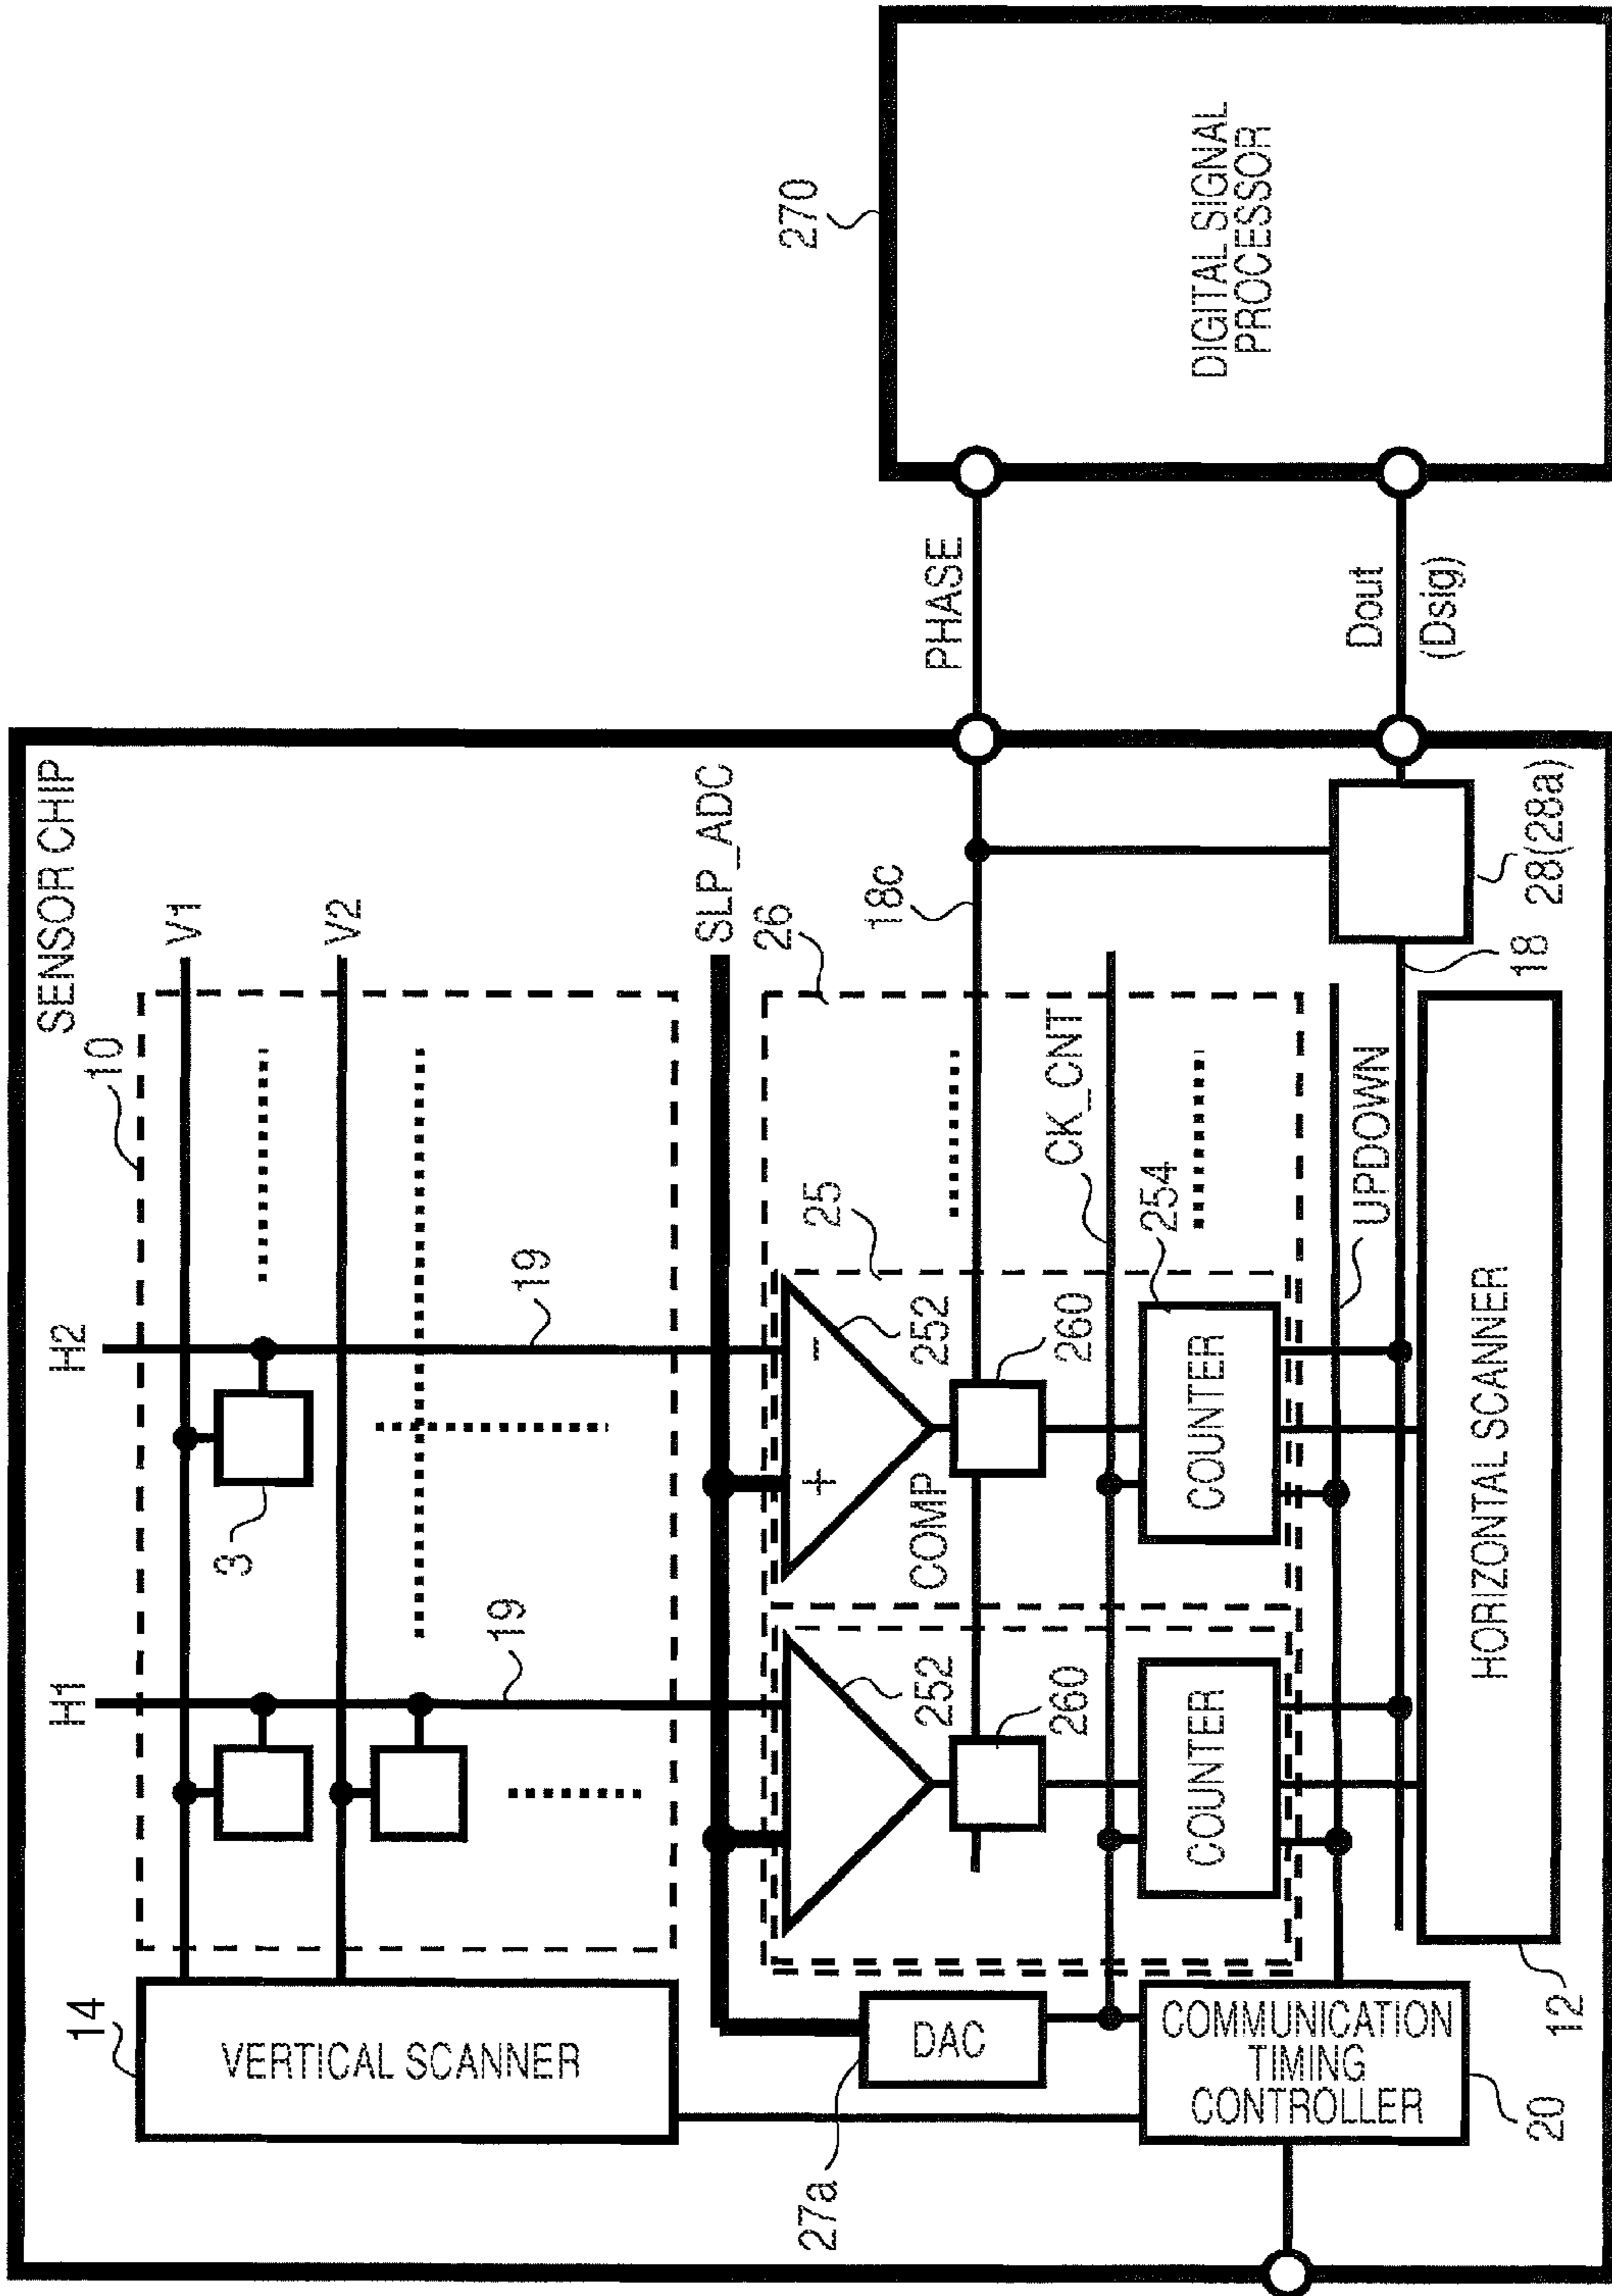 SENSOR CHIP
14
VERTICAL SCANNER
H1
H2
10
V1
V2
3
19
19
SLP_ADC
27a
DAC
252
COMP
+
-
252
25
26
18c
PHASE
270
DIGITAL SIGNAL
PROCESSOR
260
260
CK_CNT
COUNTER
COUNTER
254
COMMUNICATION
TIMING
CONTROLLER
20
UPDOWN
Dout
(Dsig)
HORIZONTAL SCANNER
12
18
28(28a)